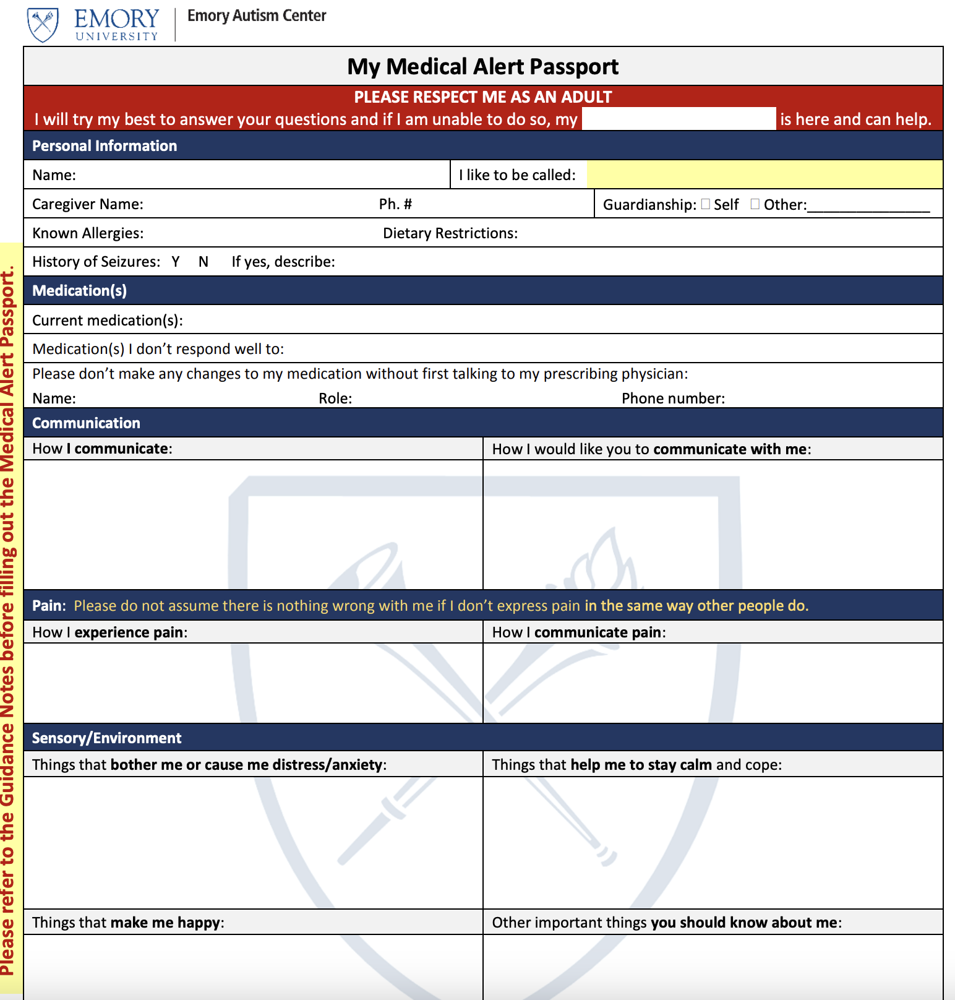 EMORY
UNIVERSITY
Emory Autism Center
My Medical Alert Passport
PLEASE RESPECT ME AS AN ADULT
I will try my best to answer your questions and if I am unable to do so, my is here and can help.
Personal Information
Name: I like to be called:
Caregiver Name: Ph. # Guardianship: ☐ Self ☐ Other:_______________
Known Allergies: Dietary Restrictions:
History of Seizures: Y N If yes, describe:
Medication(s)
Current medication(s):
Medication(s) I don’t respond well to:
Please don’t make any changes to my medication without first talking to my prescribing physician:
Name: Role: Phone number:
Communication
How I communicate: How I would like you to communicate with me:
Pain: Please do not assume there is nothing wrong with me if I don’t express pain in the same way other people do.
How I experience pain: How I communicate pain:
Sensory/Environment
Things that bother me or cause me distress/anxiety: Things that help me to stay calm and cope:
Things that make me happy: Other important things you should know about me:
Please refer to the Guidance Notes before filling out the Medical Alert Passport.